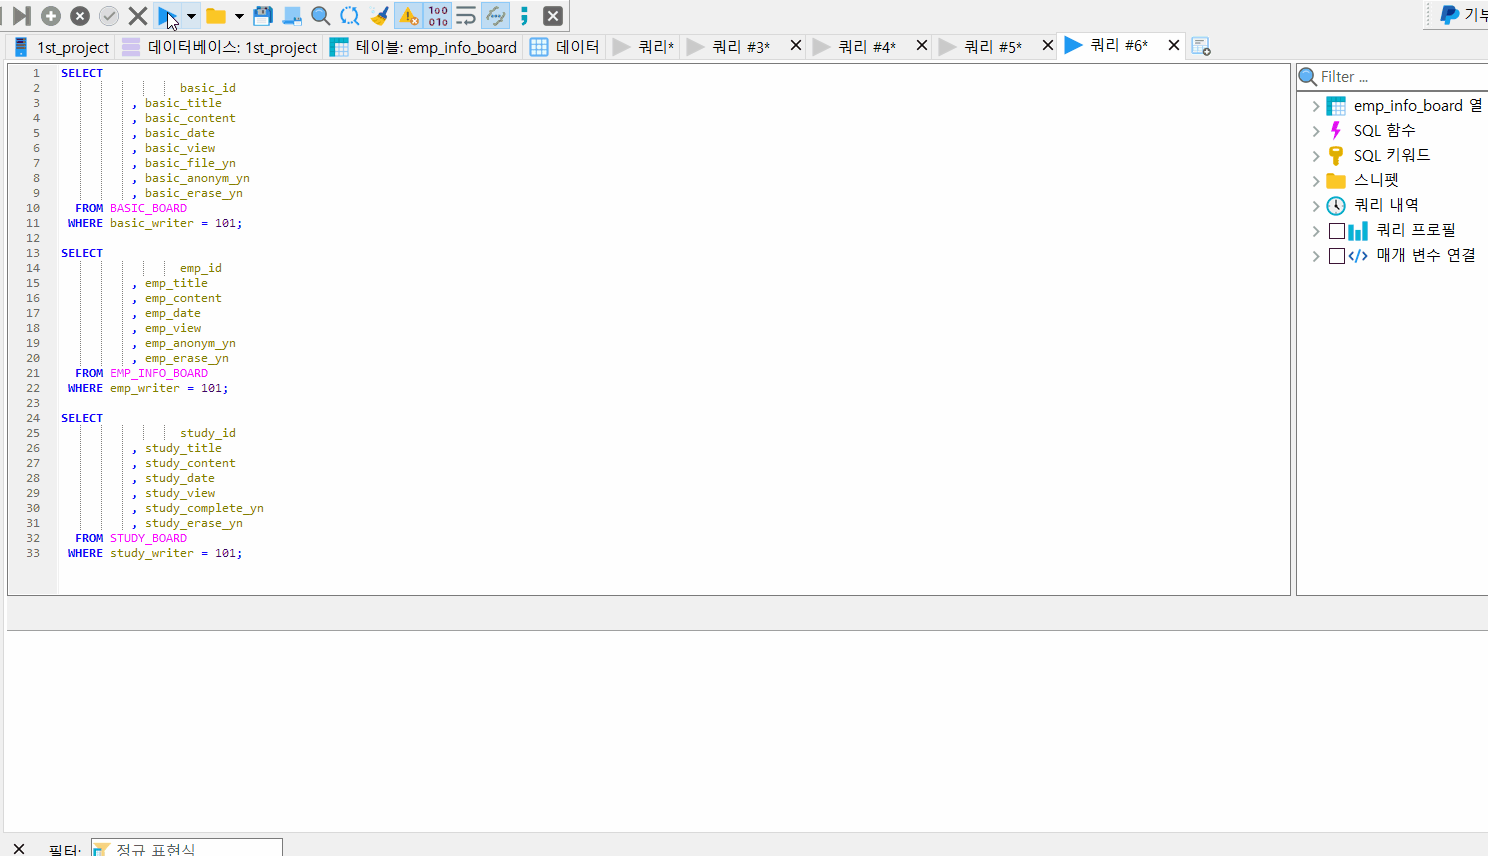 기부
1st_project 데이터베이스: 1st_project 테이블: emp_info_board 데이터 쿼리* 쿼리 #3* 쿼리 #4* 쿼리 #5* 쿼리 #6*
1 SELECT
2 basic_id
3 , basic_title
4 , basic_content
5 , basic_date
6 , basic_view
7 , basic_file_yn
8 , basic_anonym_yn
9 , basic_erase_yn
10 FROM BASIC_BOARD
11 WHERE basic_writer = 101;
12
13 SELECT
14 emp_id
15 , emp_title
16 , emp_content
17 , emp_date
18 , emp_view
19 , emp_anonym_yn
20 , emp_erase_yn
21 FROM EMP_INFO_BOARD
22 WHERE emp_writer = 101;
23
24 SELECT
25 study_id
26 , study_title
27 , study_content
28 , study_date
29 , study_view
30 , study_complete_yn
31 , study_erase_yn
32 FROM STUDY_BOARD
33 WHERE study_writer = 101;
Filter ...
emp_info_board 열
SQL 함수
SQL 키워드
스니펫
쿼리 내역
쿼리 프로필
매개 변수 연결
필터: 정규 표현식